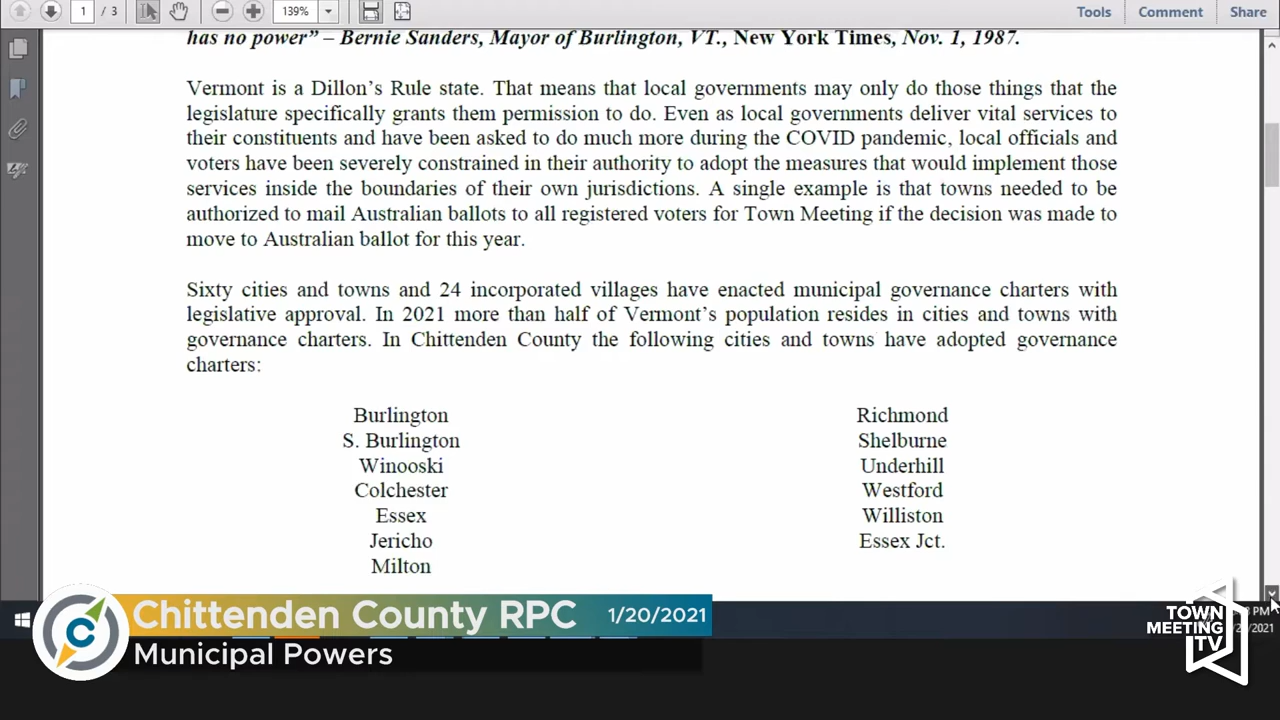 1 / 3
139%
Tools
Comment
Share
has no power” – Bernie Sanders, Mayor of Burlington, VT., New York Times, Nov. 1, 1987.
Vermont is a Dillon’s Rule state. That means that local governments may only do those things that the
legislature specifically grants them permission to do. Even as local governments deliver vital services to
their constituents and have been asked to do much more during the COVID pandemic, local officials and
voters have been severely constrained in their authority to adopt the measures that would implement those
services inside the boundaries of their own jurisdictions. A single example is that towns needed to be
authorized to mail Australian ballots to all registered voters for Town Meeting if the decision was made to
move to Australian ballot for this year.
Sixty cities and towns and 24 incorporated villages have enacted municipal governance charters with
legislative approval. In 2021 more than half of Vermont’s population resides in cities and towns with
governance charters. In Chittenden County the following cities and towns have adopted governance
charters:
Burlington
S. Burlington
Winooski
Colchester
Essex
Jericho
Milton
Richmond
Shelburne
Underhill
Westford
Williston
Essex Jct.
C
Chittenden County RPC
1/20/2021
Municipal Powers
TOWN
MEETING
TV
PM
2021